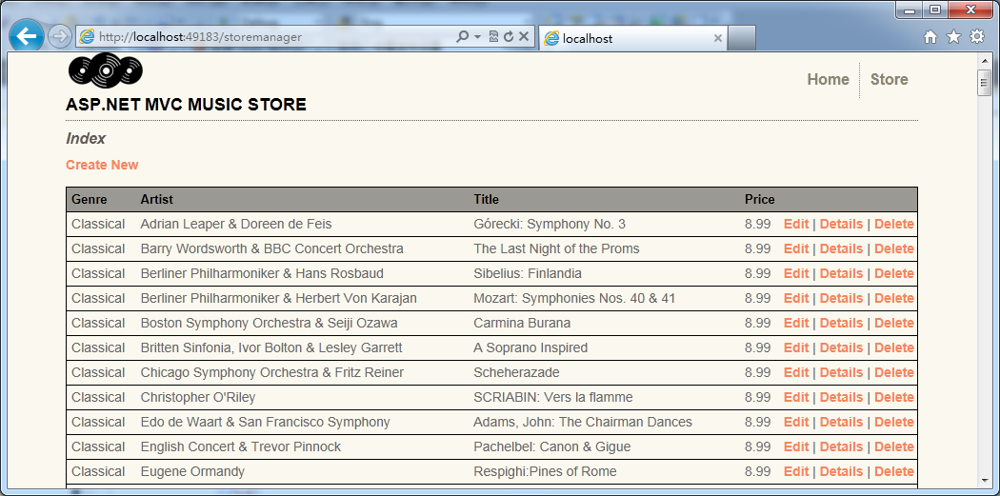 http://localhost:49183/storemanager
localhost
Home
Store
ASP.NET MVC MUSIC STORE
Index
Create New
Genre Artist Title Price
Classical Adrian Leaper & Doreen de Feis Górecki: Symphony No. 3 8.99 Edit | Details | Delete
Classical Barry Wordsworth & BBC Concert Orchestra The Last Night of the Proms 8.99 Edit | Details | Delete
Classical Berliner Philharmoniker & Hans Rosbaud Sibelius: Finlandia 8.99 Edit | Details | Delete
Classical Berliner Philharmoniker & Herbert Von Karajan Mozart: Symphonies Nos. 40 & 41 8.99 Edit | Details | Delete
Classical Boston Symphony Orchestra & Seiji Ozawa Carmina Burana 8.99 Edit | Details | Delete
Classical Britten Sinfonia, Ivor Bolton & Lesley Garrett A Soprano Inspired 8.99 Edit | Details | Delete
Classical Chicago Symphony Orchestra & Fritz Reiner Scheherazade 8.99 Edit | Details | Delete
Classical Christopher O'Riley SCRIABIN: Vers la flamme 8.99 Edit | Details | Delete
Classical Edo de Waart & San Francisco Symphony Adams, John: The Chairman Dances 8.99 Edit | Details | Delete
Classical English Concert & Trevor Pinnock Pachelbel: Canon & Gigue 8.99 Edit | Details | Delete
Classical Eugene Ormandy Respighi:Pines of Rome 8.99 Edit | Details | Delete